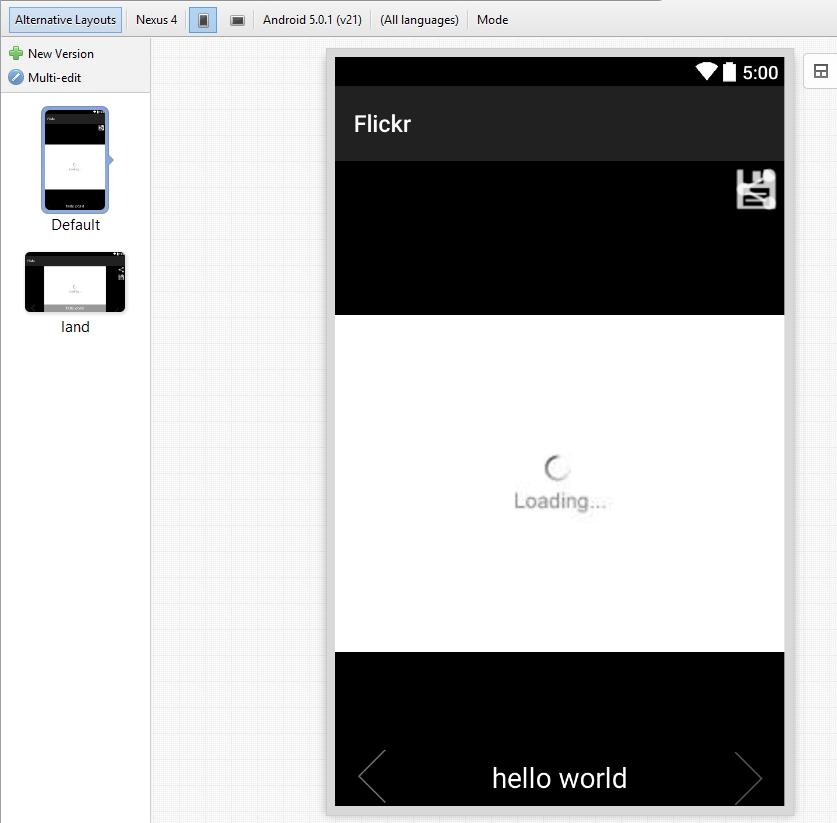 Alternative Layouts
Nexus 4
Android 5.0.1 (v21)
(All languages)
Mode
New Version
Multi-edit
Default
land
5:00
Flickr
Loading...
hello world